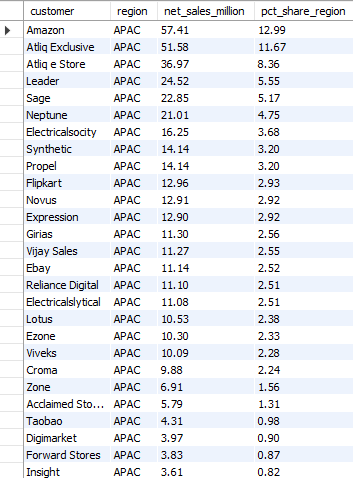 customer region net_sales_million pct_share_region
Amazon APAC 57.41 12.99
Atliq Exclusive APAC 51.58 11.67
Atliq e Store APAC 36.97 8.36
Leader APAC 24.52 5.55
Sage APAC 22.85 5.17
Neptune APAC 21.01 4.75
Electricalsocity APAC 16.25 3.68
Synthetic APAC 14.14 3.20
Propel APAC 14.14 3.20
Flipkart APAC 12.96 2.93
Novus APAC 12.91 2.92
Expression APAC 12.90 2.92
Girias APAC 11.30 2.56
Vijay Sales APAC 11.27 2.55
Ebay APAC 11.14 2.52
Reliance Digital APAC 11.10 2.51
Electricalslytical APAC 11.08 2.51
Lotus APAC 10.53 2.38
Ezone APAC 10.30 2.33
Viveks APAC 10.09 2.28
Croma APAC 9.88 2.24
Zone APAC 6.91 1.56
Acclaimed Sto... APAC 5.79 1.31
Taobao APAC 4.31 0.98
Digimarket APAC 3.97 0.90
Forward Stores APAC 3.83 0.87
Insight APAC 3.61 0.82